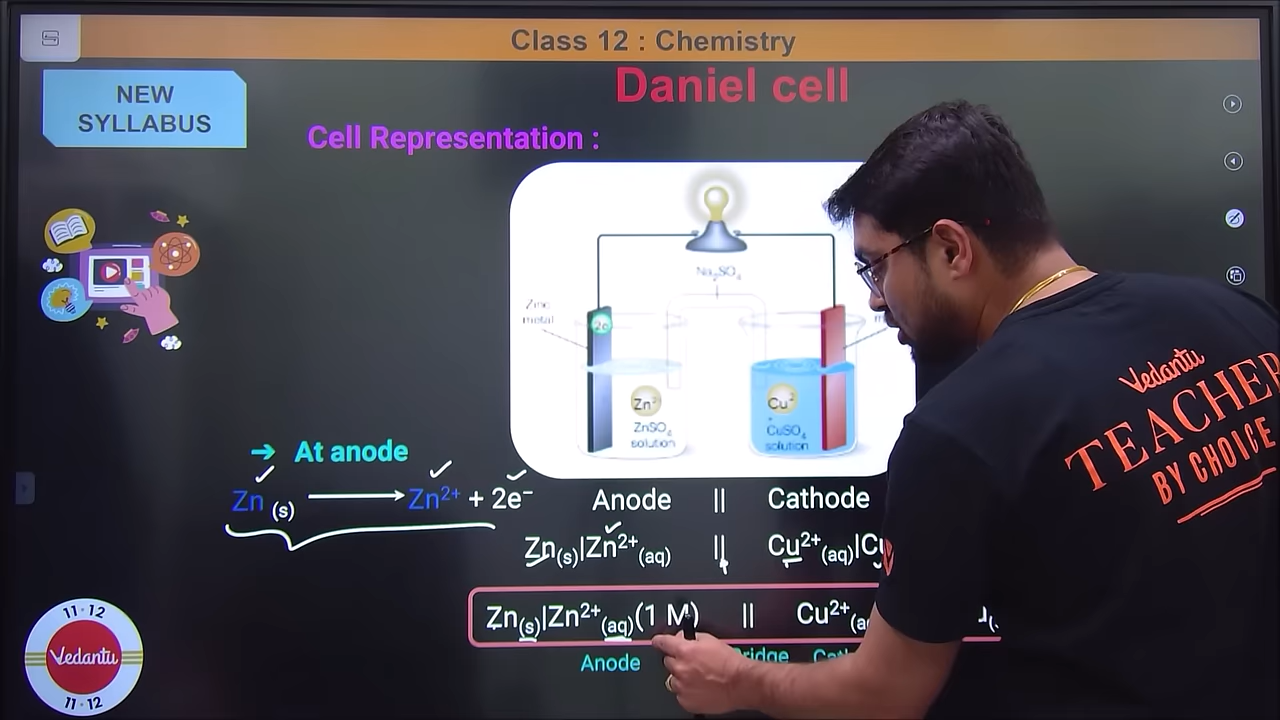 Class 12 : Chemistry
NEW
SYLLABUS
Daniel cell
Cell Representation :
Na₂SO₄
Zinc
metal
Zn²
ZnSO₄
solution
Cu²
+
CuSO₄
solution
➔ At anode
Zn (s) ⟶ Zn²⁺ + 2e⁻
Anode || Cathode
Zn(s)|Zn²⁺(aq) || Cu²⁺(aq)|Cu
Zn(s)|Zn²⁺(aq)(1 M) || Cu²⁺
Anode
Vedantu
TEACHER
BY CHOICE
11-12
Vedantu
11-12